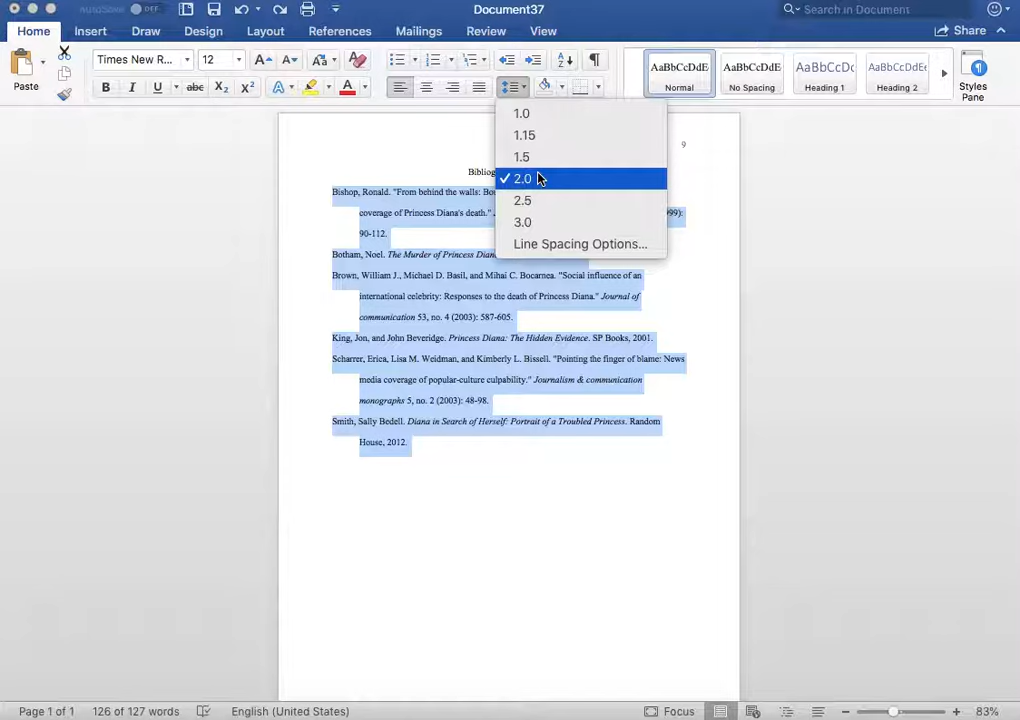 AutoSave OFF Document37 Search in Document
Home Insert Draw Design Layout References Mailings Review View Share
Paste Times New R... 12 AaBbCcDdE AaBbCcDdE AaBbCcDc AaBbCcDdEe
Normal No Spacing Heading 1 Heading 2 Styles Pane
1.0
1.15
1.5
2.0
2.5
3.0
Line Spacing Options...
9
Bibliog
Bishop, Ronald. "From behind the walls: Bo
coverage of Princess Diana's death." 99):
90-112.
Botham, Noel. The Murder of Princess Dian
Brown, William J., Michael D. Basil, and Mihai C. Bocarnea. "Social influence of an
international celebrity: Responses to the death of Princess Diana." Journal of
communication 53, no. 4 (2003): 587-605.
King, Jon, and John Beveridge. Princess Diana: The Hidden Evidence. SP Books, 2001.
Scharrer, Erica, Lisa M. Weidman, and Kimberly L. Bissell. "Pointing the finger of blame: News
media coverage of popular-culture culpability." Journalism & communication
monographs 5, no. 2 (2003): 48-98.
Smith, Sally Bedell. Diana in Search of Herself: Portrait of a Troubled Princess. Random
House, 2012.
Page 1 of 1 126 of 127 words English (United States) Focus 83%